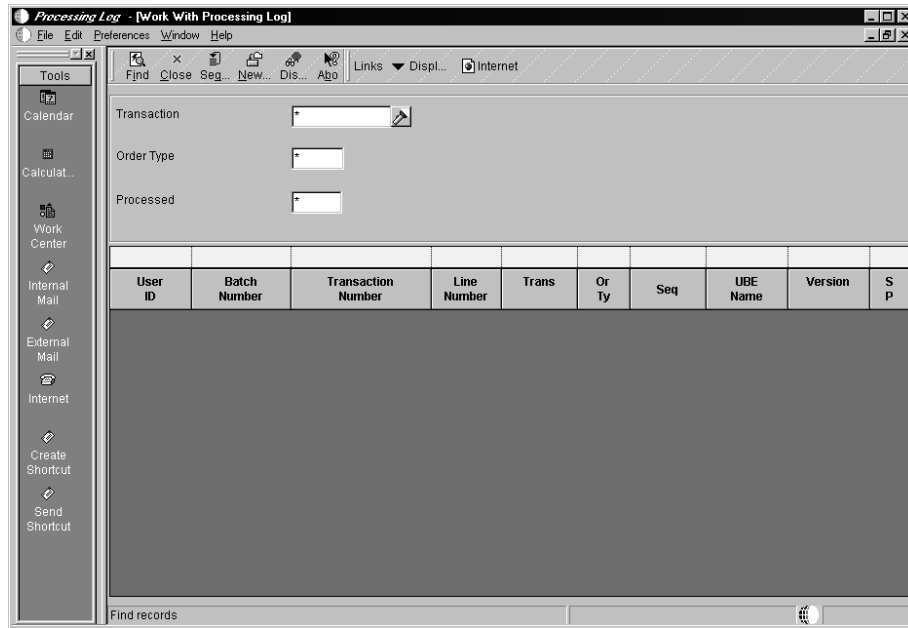 Processing Log - [Work With Processing Log]
File Edit Preferences Window Help
Tools
Calendar
Calculat...
Work
Center
Internal
Mail
External
Mail
Internet
Create
Shortcut
Send
Shortcut
Find Close Seg... New... Dis... Abo Links Displ... Internet
Transaction *
Order Type *
Processed *
User ID Batch Number Transaction Number Line Number Trans Or Ty Seq UBE Name Version S P
Find records